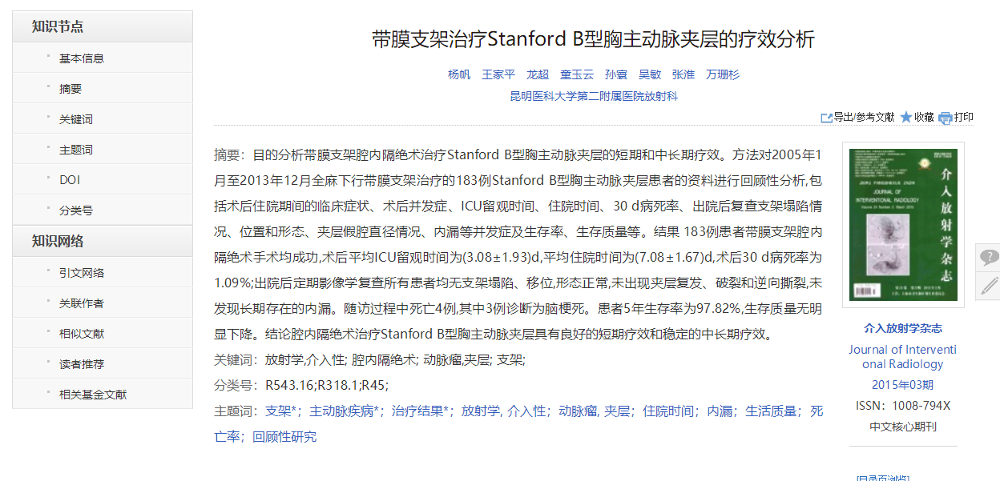 知识节点
基本信息
摘要
关键词
主题词
DOI
分类号
知识网络
引文网络
关联作者
相似文献
读者推荐
相关基金文献
带膜支架治疗Stanford B型胸主动脉夹层的疗效分析
杨帆 王家平 龙超 童玉云 孙寰 吴敏 张淮 万珊杉
昆明医科大学第二附属医院放射科
导出/参考文献 收藏 打印
摘要：目的分析带膜支架腔内隔绝术治疗Stanford B型胸主动脉夹层的短期和中长期疗效。方法对2005年1
月至2013年12月全麻下行带膜支架治疗的183例Stanford B型胸主动脉夹层患者的资料进行回顾性分析,包
括术后住院期间的临床症状、术后并发症、ICU留观时间、住院时间、30 d病死率、出院后复查支架塌陷情
况、位置和形态、夹层假腔直径情况、内漏等并发症及生存率、生存质量等。结果 183例患者带膜支架腔内
隔绝术手术均成功,术后平均ICU留观时间为(3.08±1.93)d,平均住院时间为(7.08±1.67)d,术后30 d病死率为
1.09%;出院后定期影像学复查所有患者均无支架塌陷、移位,形态正常,未出现夹层复发、破裂和逆向撕裂,未
发现长期存在的内漏。随访过程中死亡4例,其中3例诊断为脑梗死。患者5年生存率为97.82%,生存质量无明
显下降。结论腔内隔绝术治疗Stanford B型胸主动脉夹层具有良好的短期疗效和稳定的中长期疗效。
关键词：放射学,介入性; 腔内隔绝术; 动脉瘤,夹层; 支架;
分类号：R543.16;R318.1;R45;
主题词：支架*；主动脉疾病*；治疗结果*；放射学, 介入性；动脉瘤, 夹层；住院时间；内漏；生活质量；死
亡率；回顾性研究
介入放射学杂志
JOURNAL OF
INTERVENTIONAL RADIOLOGY
介入放射学杂志
Journal of Interventi
onal Radiology
2015年03期
ISSN：1008-794X
中文核心期刊
[目录页浏览]